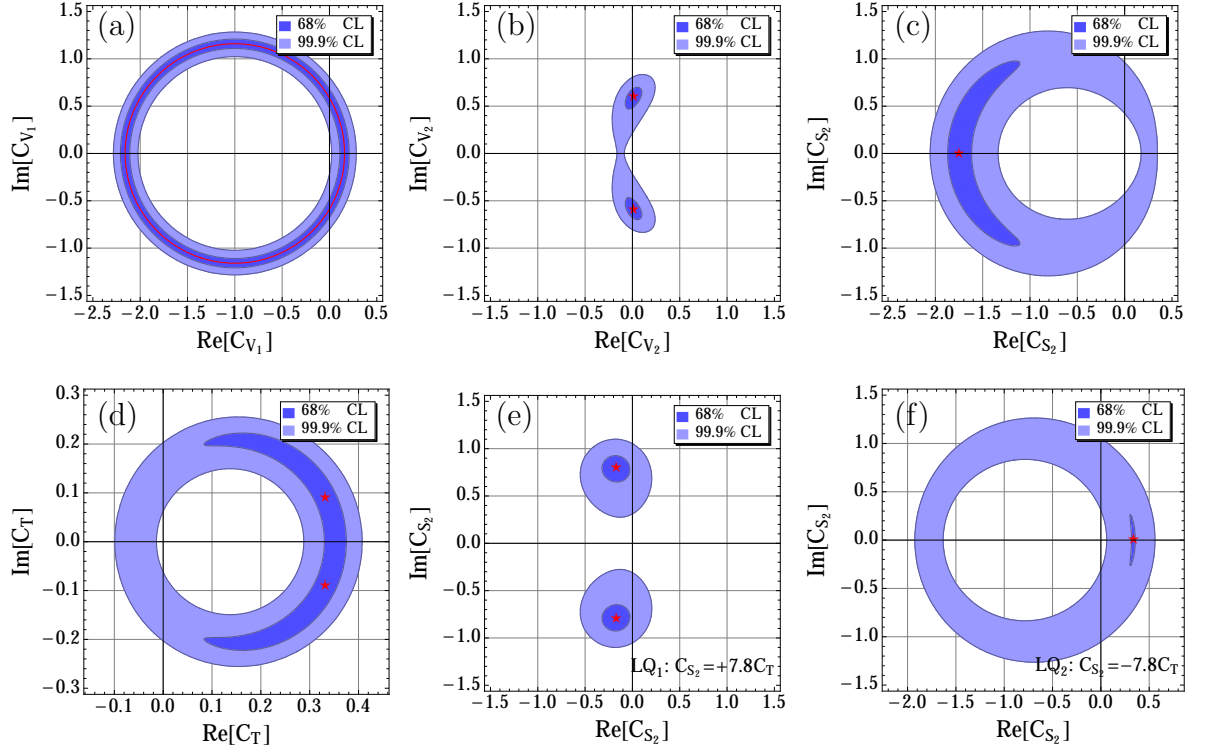 (a)
68% CL
99.9% CL
1.5
1.0
0.5
0.0
−0.5
−1.0
−1.5
Im[C_{V_1}]
−2.5 −2.0 −1.5 −1.0 −0.5 0.0 0.5
Re[C_{V_1}]
(b)
68% CL
99.9% CL
1.5
1.0
0.5
0.0
−0.5
−1.0
−1.5
Im[C_{V_2}]
−1.5 −1.0 −0.5 0.0 0.5 1.0 1.5
Re[C_{V_2}]
(c)
68% CL
99.9% CL
1.5
1.0
0.5
0.0
−0.5
−1.0
−1.5
Im[C_{S_2}]
−2.0 −1.5 −1.0 −0.5 0.0 0.5
Re[C_{S_2}]
(d)
68% CL
99.9% CL
0.3
0.2
0.1
0.0
−0.1
−0.2
−0.3
Im[C_T]
−0.1 0.0 0.1 0.2 0.3 0.4
Re[C_T]
(e)
68% CL
99.9% CL
1.5
1.0
0.5
0.0
−0.5
−1.0
−1.5
Im[C_{S_2}]
LQ_1: C_{S_2}=+7.8C_T
−1.5 −1.0 −0.5 0.0 0.5 1.0 1.5
Re[C_{S_2}]
(f)
68% CL
99.9% CL
1.5
1.0
0.5
0.0
−0.5
−1.0
−1.5
Im[C_{S_2}]
LQ_2: C_{S_2}=−7.8C_T
−2.0 −1.5 −1.0 −0.5 0.0 0.5
Re[C_{S_2}]